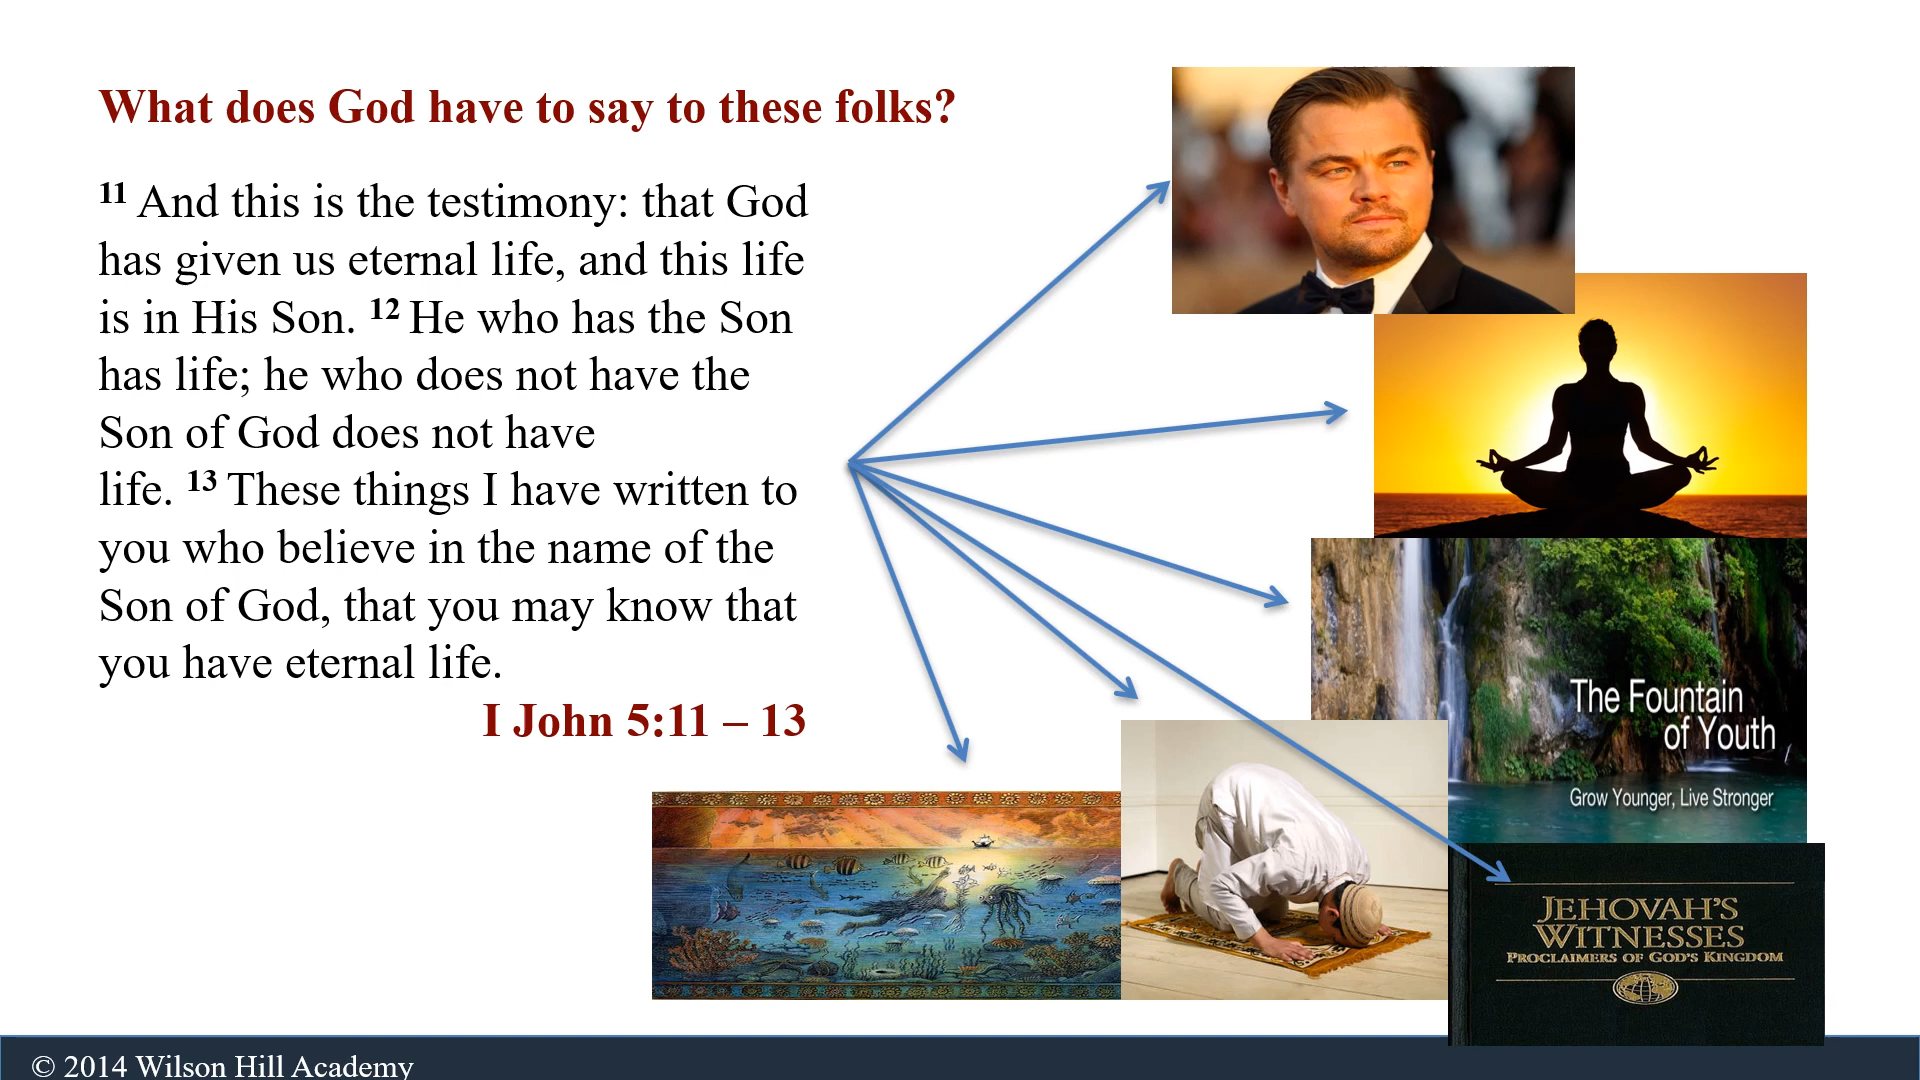 What does God have to say to these folks?
11 And this is the testimony: that God
has given us eternal life, and this life
is in His Son. 12 He who has the Son
has life; he who does not have the
Son of God does not have
life. 13 These things I have written to
you who believe in the name of the
Son of God, that you may know that
you have eternal life.
I John 5:11 – 13
The Fountain
of Youth
Grow Younger, Live Stronger
JEHOVAH'S
WITNESSES
PROCLAIMERS OF GOD'S KINGDOM
© 2014 Wilson Hill Academy